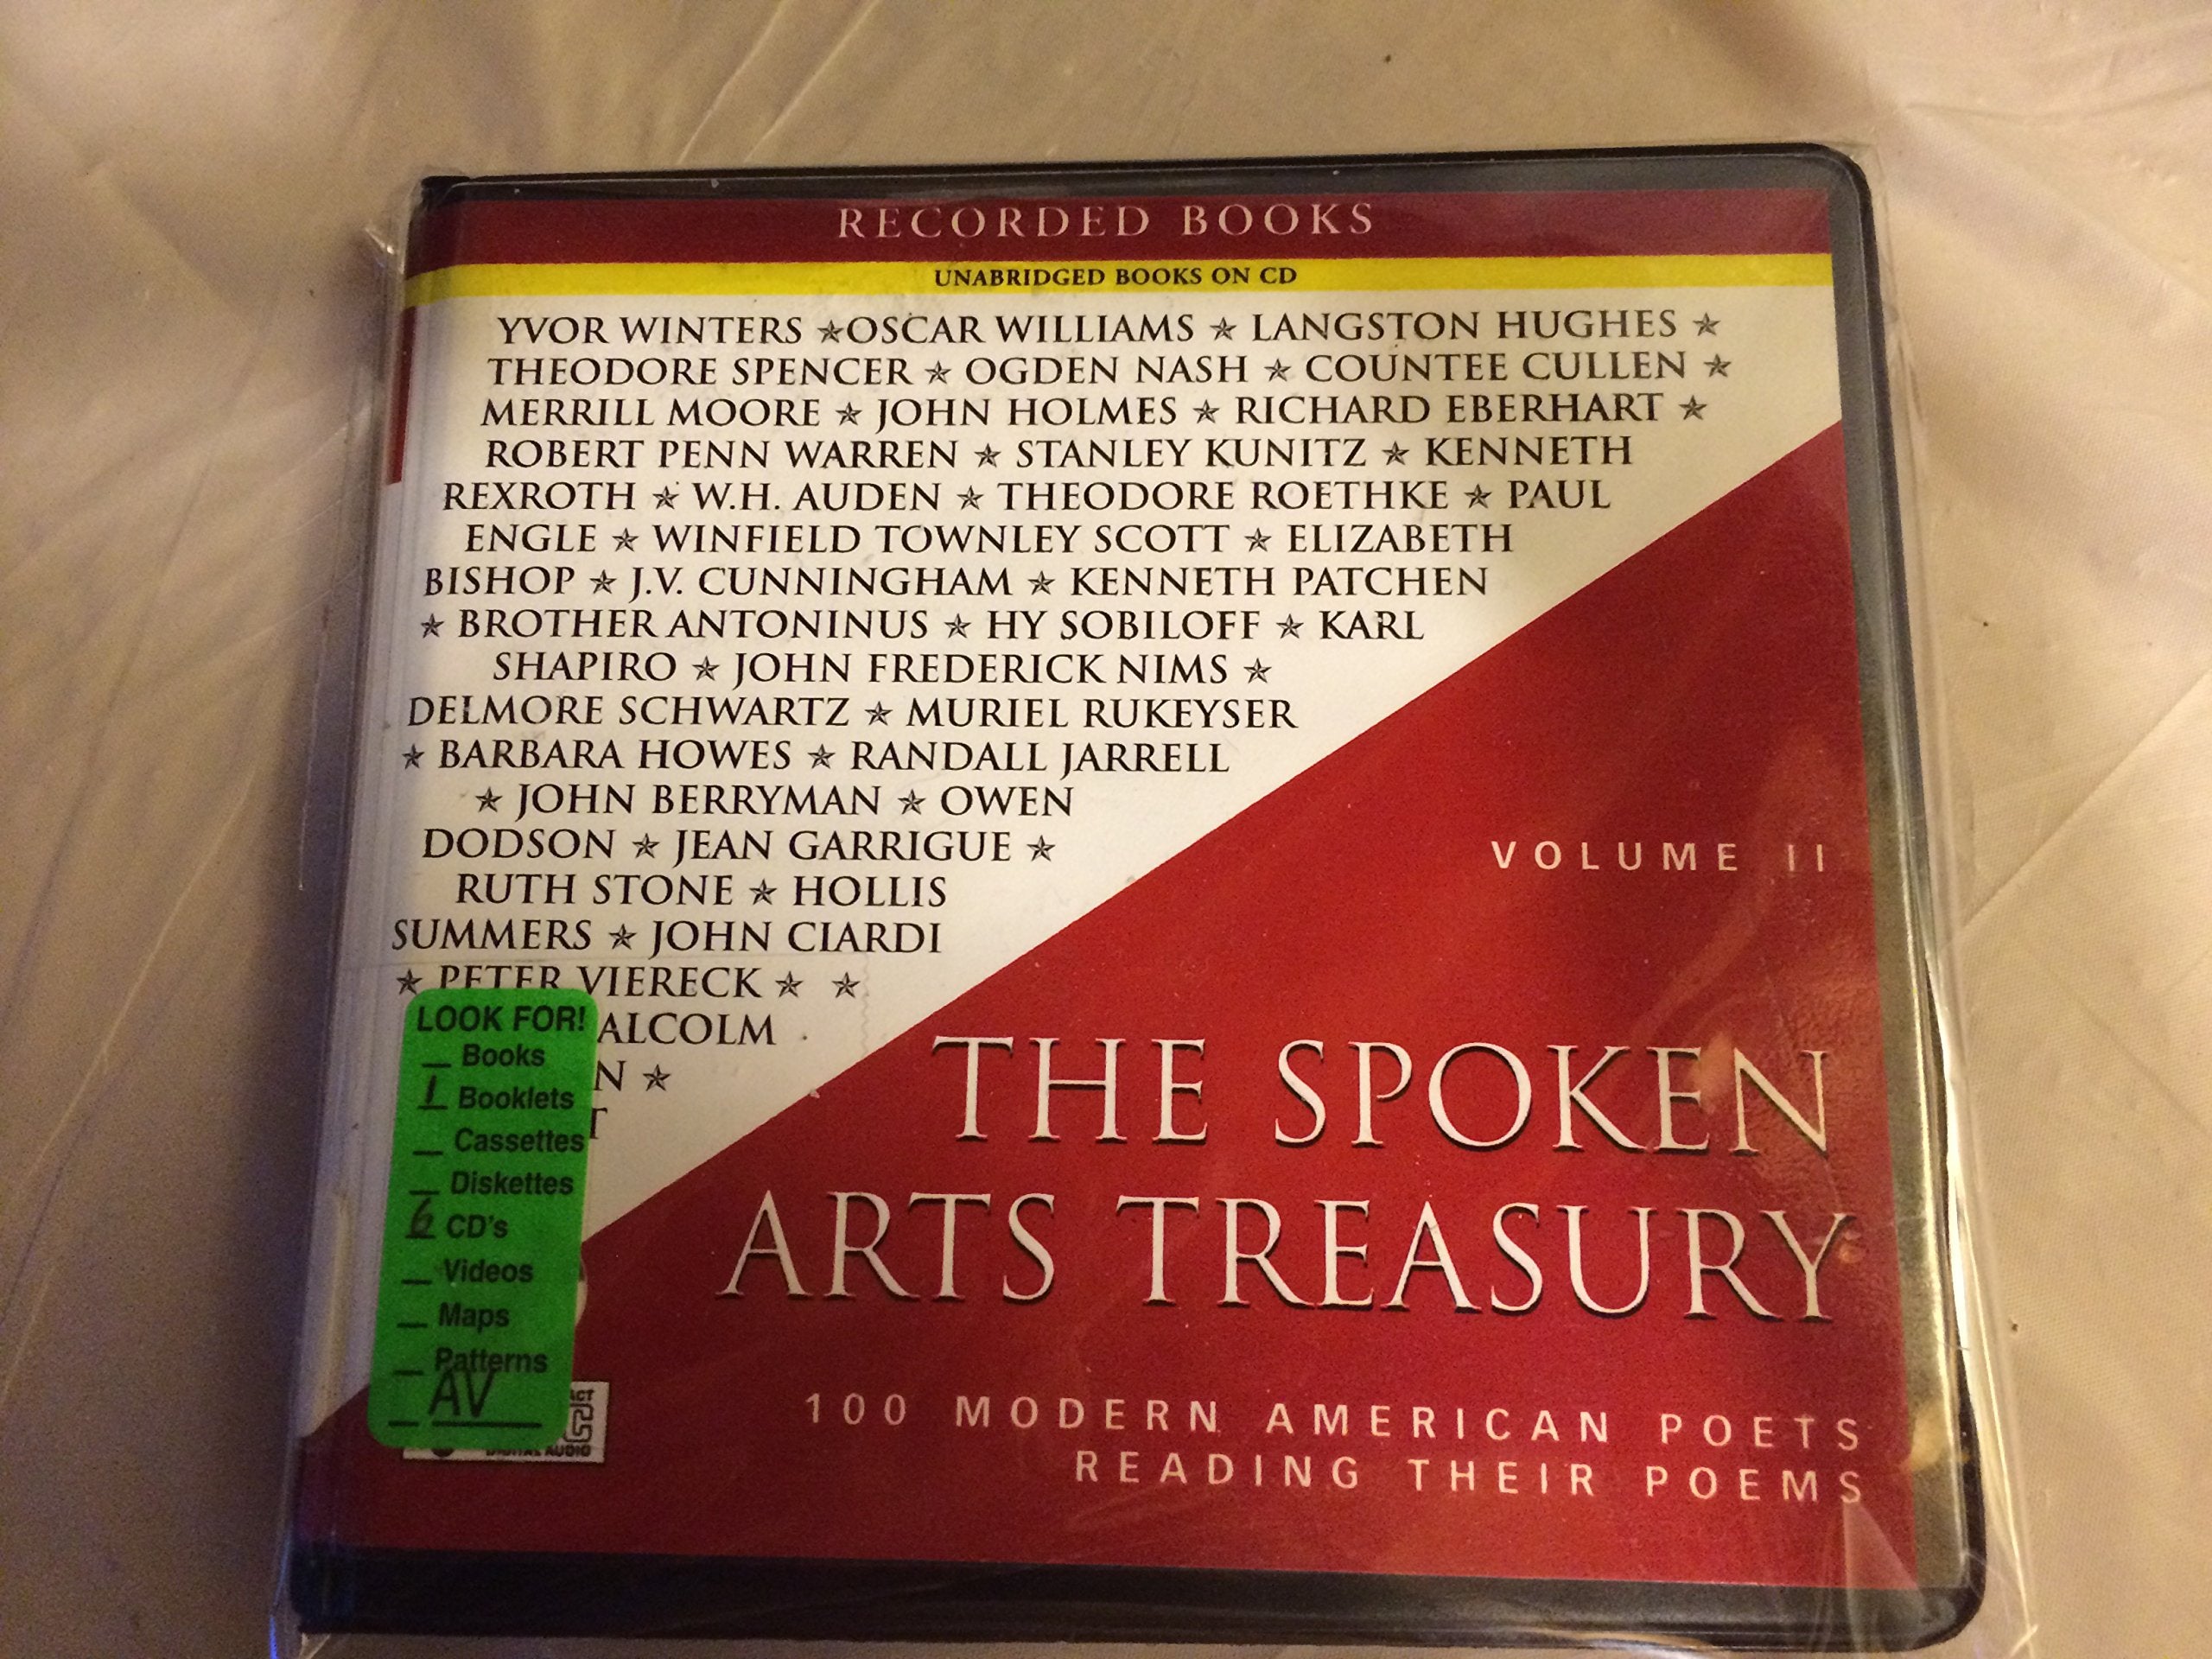 RECORDED BOOKS
UNABRIDGED BOOKS ON CD
YVOR WINTERS ★OSCAR WILLIAMS ★ LANGSTON HUGHES ★
THEODORE SPENCER ★ OGDEN NASH ★ COUNTEE CULLEN ★
MERRILL MOORE ★ JOHN HOLMES ★ RICHARD EBERHART ★
ROBERT PENN WARREN ★ STANLEY KUNITZ ★ KENNETH
REXROTH ★ W.H. AUDEN ★ THEODORE ROETHKE ★ PAUL
ENGLE ★ WINFIELD TOWNLEY SCOTT ★ ELIZABETH
BISHOP ★ J.V. CUNNINGHAM ★ KENNETH PATCHEN
★ BROTHER ANTONINUS ★ HY SOBILOFF ★ KARL
SHAPIRO ★ JOHN FREDERICK NIMS ★
DELMORE SCHWARTZ ★ MURIEL RUKEYSER
★ BARBARA HOWES ★ RANDALL JARRELL
★ JOHN BERRYMAN ★ OWEN
DODSON ★ JEAN GARRIGUE ★
RUTH STONE ★ HOLLIS
SUMMERS ★ JOHN CIARDI
★ PETER VIERECK ★ ★
ALCOLM
N ★
T
LOOK FOR!
_ Books
1 Booklets
_ Cassettes
_ Diskettes
6 CD's
_ Videos
_ Maps
_ Patterns
_ AV
DIGITAL AUDIO
VOLUME II
THE SPOKEN
ARTS TREASURY
100 MODERN AMERICAN POETS
READING THEIR POEMS